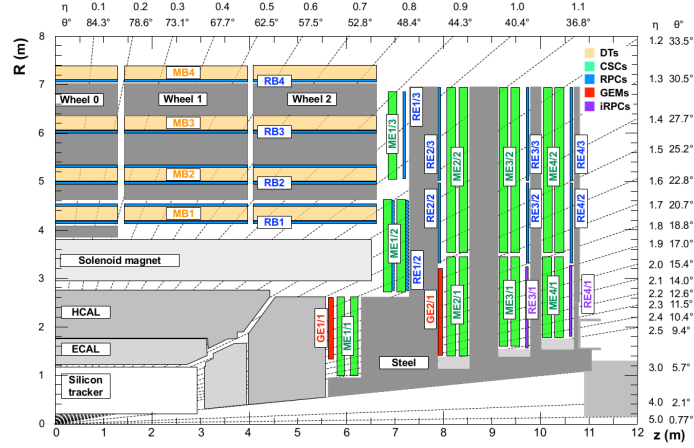 η 0.1 0.2 0.3 0.4 0.5 0.6 0.7 0.8 0.9 1.0 1.1 η θ°
θ° 84.3° 78.6° 73.1° 67.7° 62.5° 57.5° 52.8° 48.4° 44.3° 40.4° 36.8°
R (m)
8
7
6
5
4
3
2
1
0
1.2 33.5°
1.3 30.5°
1.4 27.7°
1.5 25.2°
1.6 22.8°
1.7 20.7°
1.8 18.8°
1.9 17.0°
2.0 15.4°
2.1 14.0°
2.2 12.6°
2.3 11.5°
2.4 10.4°
2.5 9.4°
3.0 5.7°
4.0 2.1°
5.0 0.77°
DTs
CSCs
RPCs
GEMs
iRPCs
MB4
RB4
Wheel 0
Wheel 1
Wheel 2
MB3
RB3
MB2
RB2
MB1
RB1
Solenoid magnet
HCAL
ECAL
Silicon
tracker
Steel
ME1/3
RE1/3
ME1/2
RE1/2
GE1/1
ME1/1
RE2/3
RE2/2
GE2/1
ME2/2
ME2/1
ME3/2
ME3/1
RE3/3
RE3/2
RE3/1
ME4/2
ME4/1
RE4/3
RE4/2
RE4/1
0 1 2 3 4 5 6 7 8 9 10 11 12 z (m)